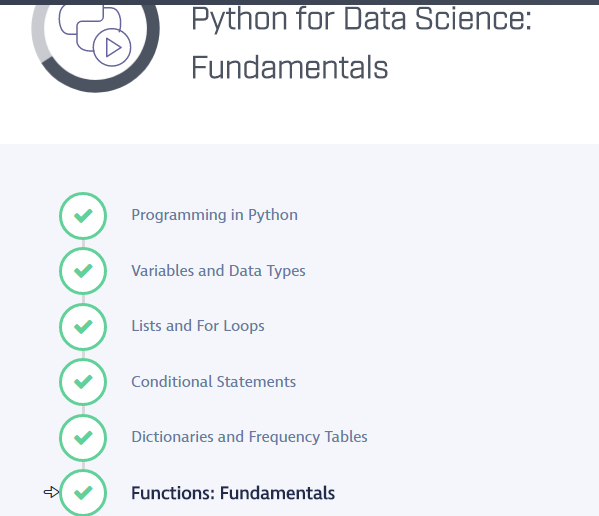 Python for Data Science:
Fundamentals
Programming in Python
Variables and Data Types
Lists and For Loops
Conditional Statements
Dictionaries and Frequency Tables
Functions: Fundamentals